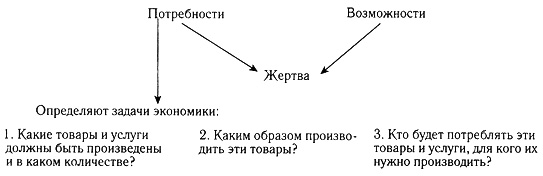 Потребности Возможности
Жертва
Определяют задачи экономики:
1. Какие товары и услуги
должны быть произведены
и в каком количестве?
2. Каким образом произво-
дить эти товары?
3. Кто будет потреблять эти
товары и услуги, для кого их
нужно производить?